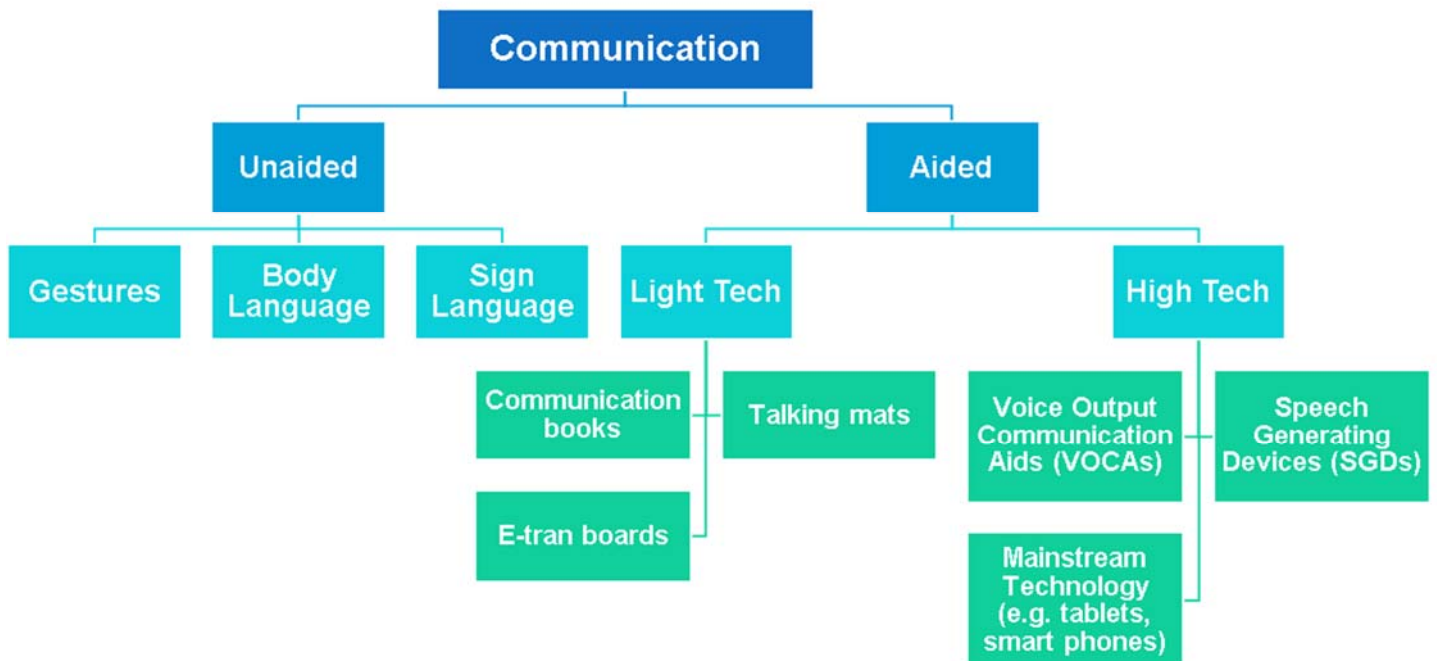 Communication
Unaided
Aided
Gestures
Body
Language
Sign
Language
Light Tech
High Tech
Communication
books
Talking mats
E-tran boards
Voice Output
Communication
Aids (VOCAs)
Speech
Generating
Devices (SGDs)
Mainstream
Technology
(e.g. tablets,
smart phones)